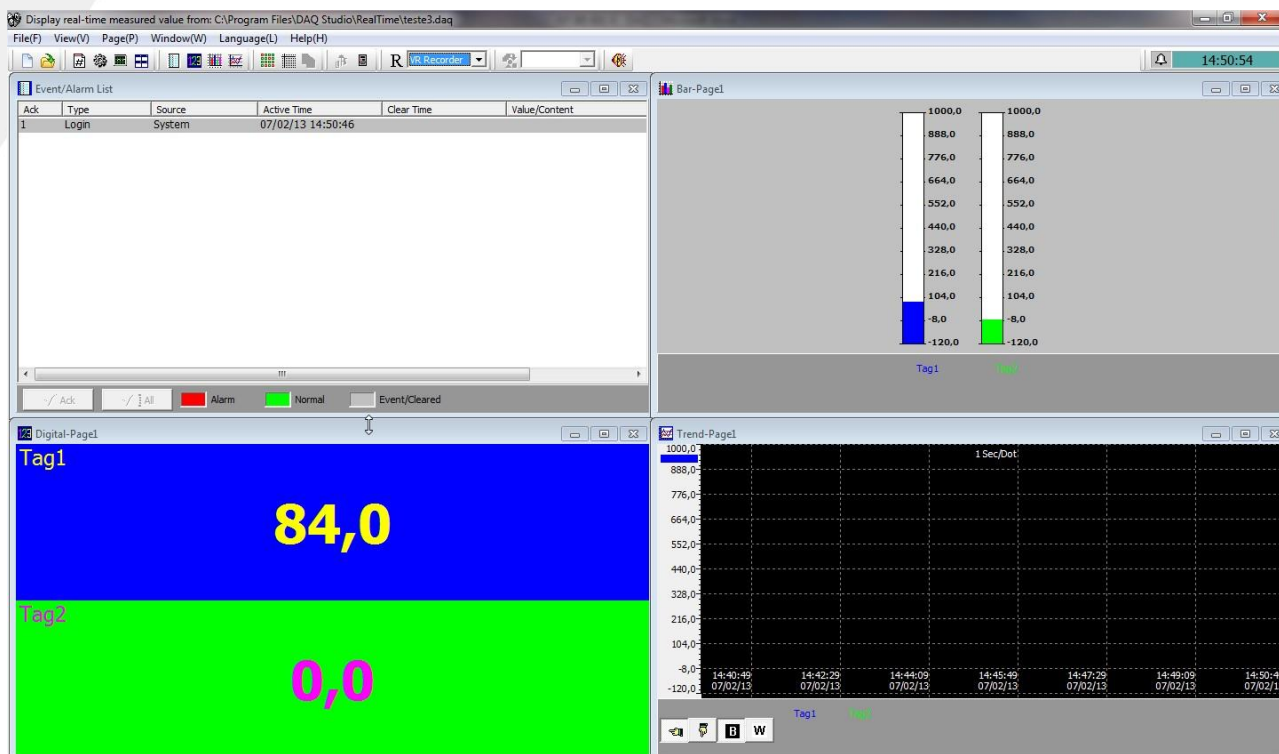 Display real-time measured value from: C:\Program Files\DAQ Studio\RealTime\teste3.daq
File(F) View(V) Page(P) Window(W) Language(L) Help(H)
R VR Recorder 14:50:54
Event/Alarm List
Ack Type Source Active Time Clear Time Value/Content
1 Login System 07/02/13 14:50:46
Ack All Alarm Normal Event/Cleared
Bar-Page1
1000,0 1000,0
888,0 888,0
776,0 776,0
664,0 664,0
552,0 552,0
440,0 440,0
328,0 328,0
216,0 216,0
104,0 104,0
-8,0 -8,0
-120,0 -120,0
Tag1 Tag2
Digital-Page1
Tag1
84,0
Tag2
0,0
Trend-Page1
1000,0
1 Sec/Dot
888,0
776,0
664,0
552,0
440,0
328,0
216,0
104,0
-8,0
-120,0
14:40:49 14:42:29 14:44:09 14:45:49 14:47:29 14:49:09 14:50:4
07/02/13 07/02/13 07/02/13 07/02/13 07/02/13 07/02/13 07/02/1
Tag1 Tag2
B W